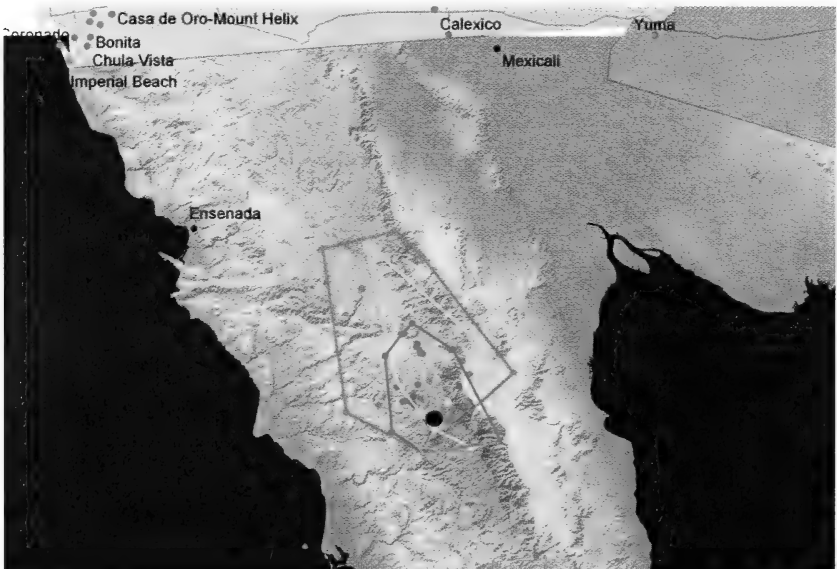 Casa de Oro-Mount Helix
Calexico
Yuma
Coronado
Bonita
Mexicali
Chula Vista
Imperial Beach
Ensenada